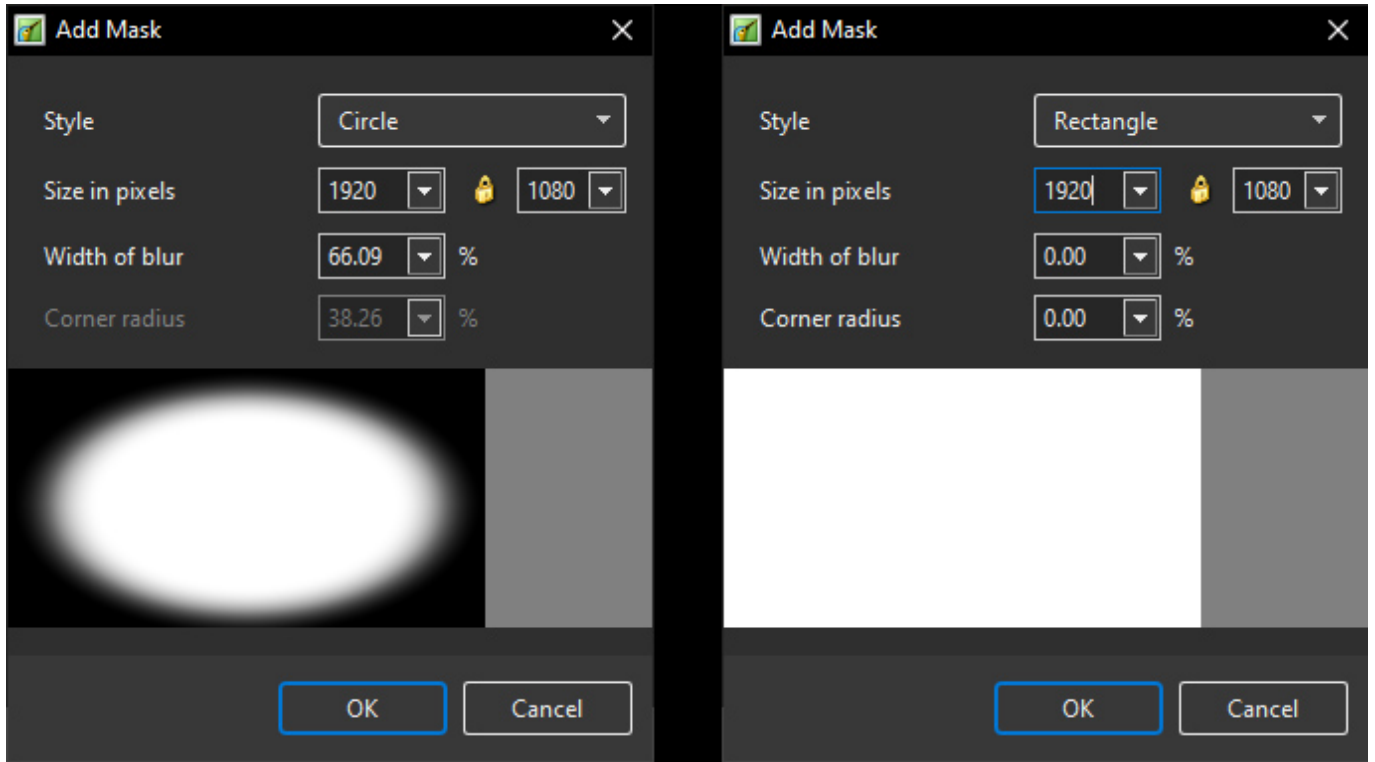 Add Mask
Style Circle
Size in pixels 1920 1080
Width of blur 66.09 %
Corner radius 38.26 %
OK Cancel
Add Mask
Style Rectangle
Size in pixels 1920 1080
Width of blur 0.00 %
Corner radius 0.00 %
OK Cancel